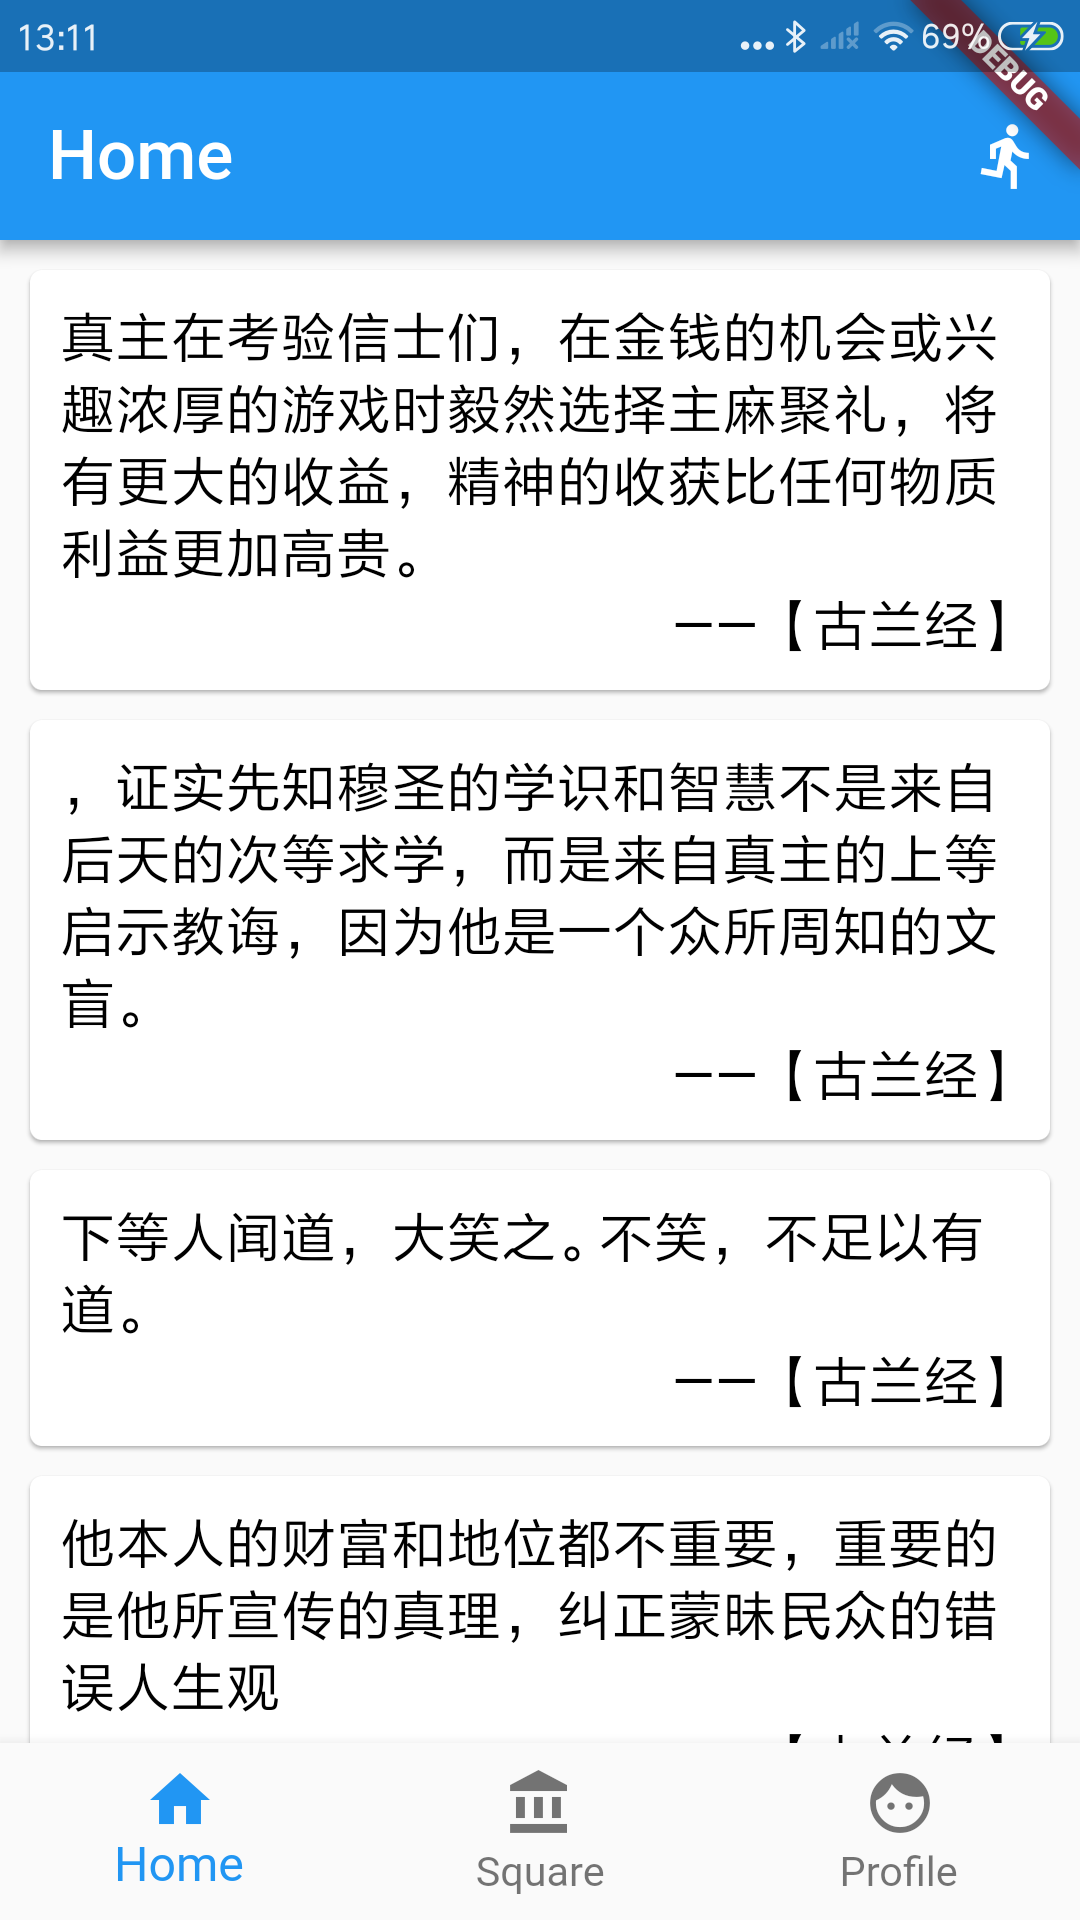 13:11
69%
DEBUG
Home
真主在考验信士们，在金钱的机会或兴
趣浓厚的游戏时毅然选择主麻聚礼，将
有更大的收益，精神的收获比任何物质
利益更加高贵。
——【古兰经】
，证实先知穆圣的学识和智慧不是来自
后天的次等求学，而是来自真主的上等
启示教诲，因为他是一个众所周知的文
盲。
——【古兰经】
下等人闻道，大笑之。不笑，不足以有
道。
——【古兰经】
他本人的财富和地位都不重要，重要的
是他所宣传的真理，纠正蒙昧民众的错
误人生观
Home
Square
Profile